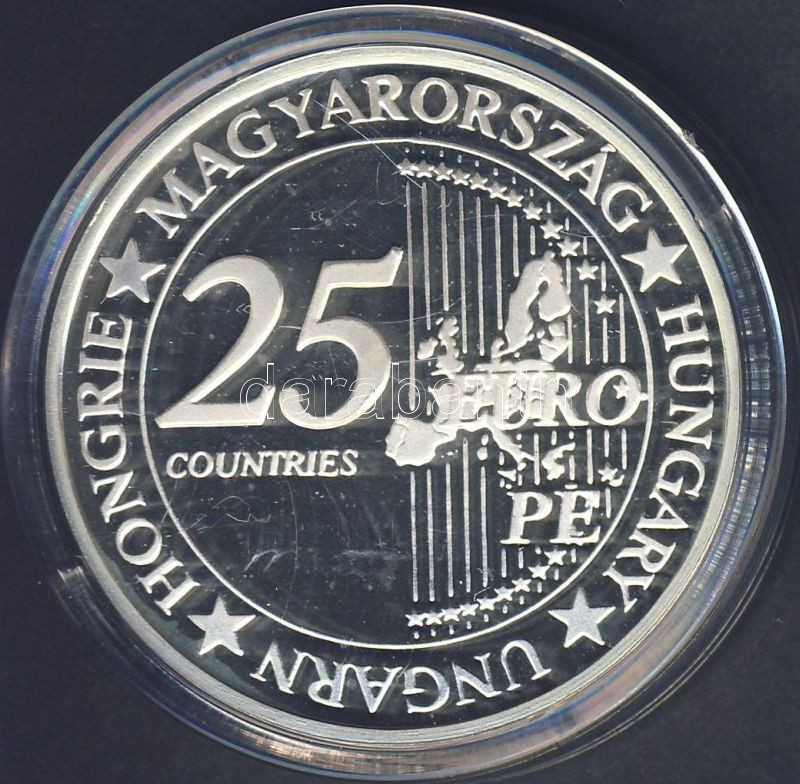 MAGYARORSZÁG
HUNGARY
UNGARN
HONGRIE
25
COUNTRIES
EURO
PE
darabanth